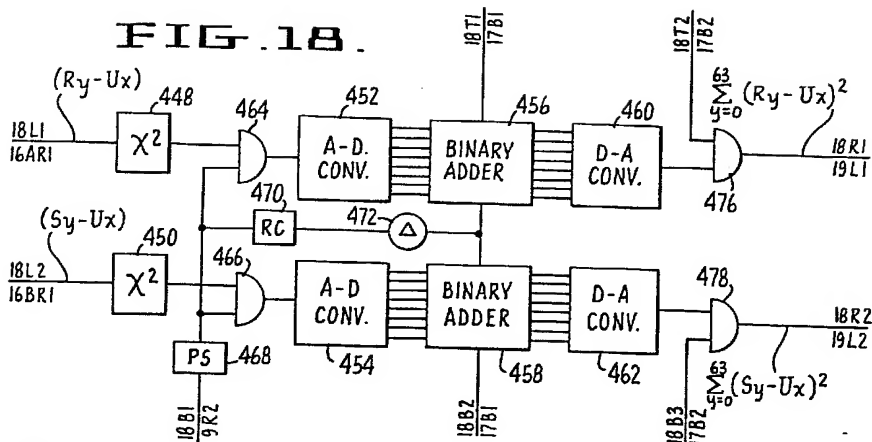 FIG. 18.
18T1
17B1
18T2
17B2
(Ry-Ux)
448
464
452
456
460
63
Σ (Ry-Ux)²
y=0
18L1
16AR1
X²
A-D.
CONV.
BINARY
ADDER
D-A
CONV.
18R1
19L1
470
472
476
RC
Δ
(Sy-Ux)
450
466
478
18L2
16BR1
X²
A-D
CONV.
BINARY
ADDER
D-A
CONV.
18R2
19L2
PS
468
454
458
462
63
Σ (Sy-Ux)²
y=0
18B1
9R2
18B2
17B1
18B3
17B2